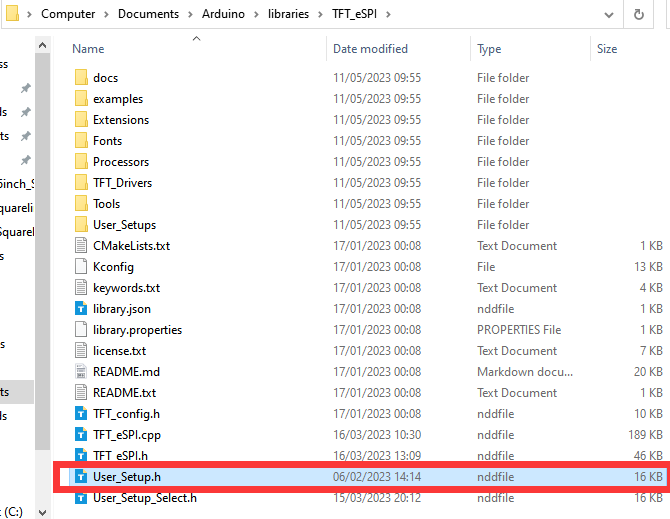 Computer > Documents > Arduino > libraries > TFT_eSPI >
Name Date modified Type Size
ss
docs 11/05/2023 09:55 File folder
examples 11/05/2023 09:55 File folder
ls Extensions 11/05/2023 09:55 File folder
ts Fonts 11/05/2023 09:55 File folder
Processors 11/05/2023 09:55 File folder
6inch_S TFT_Drivers 11/05/2023 09:55 File folder
squareli Tools 11/05/2023 09:55 File folder
Squarel User_Setups 11/05/2023 09:55 File folder
s CMakeLists.txt 17/01/2023 00:08 Text Document 1 KB
Kconfig 17/01/2023 00:08 File 13 KB
keywords.txt 17/01/2023 00:08 Text Document 4 KB
library.json 17/01/2023 00:08 nddfile 1 KB
library.properties 17/01/2023 00:08 PROPERTIES File 1 KB
s license.txt 17/01/2023 00:08 Text Document 7 KB
README.md 17/01/2023 00:08 Markdown docu... 20 KB
ts README.txt 17/01/2023 00:08 Text Document 1 KB
ls TFT_config.h 17/01/2023 00:08 nddfile 10 KB
TFT_eSPI.cpp 16/03/2023 10:30 nddfile 189 KB
TFT_eSPI.h 16/03/2023 13:09 nddfile 46 KB
User_Setup.h 06/02/2023 14:14 nddfile 16 KB
User_Setup_Select.h 15/03/2023 20:12 nddfile 16 KB
(C:)